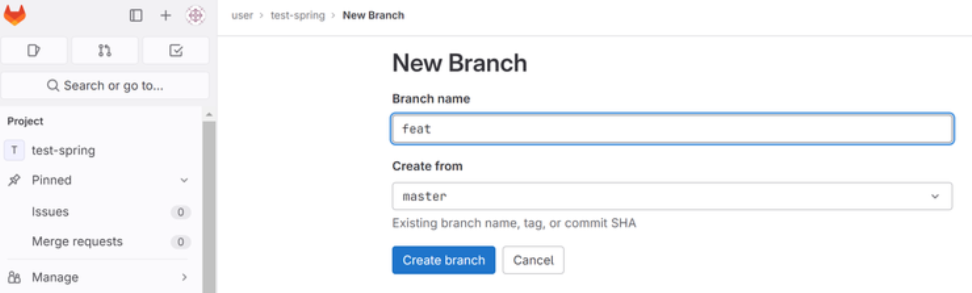 user > test-spring > New Branch
Search or go to...
Project
T test-spring
Pinned
Issues 0
Merge requests 0
Manage
New Branch
Branch name
feat
Create from
master
Existing branch name, tag, or commit SHA
Create branch Cancel